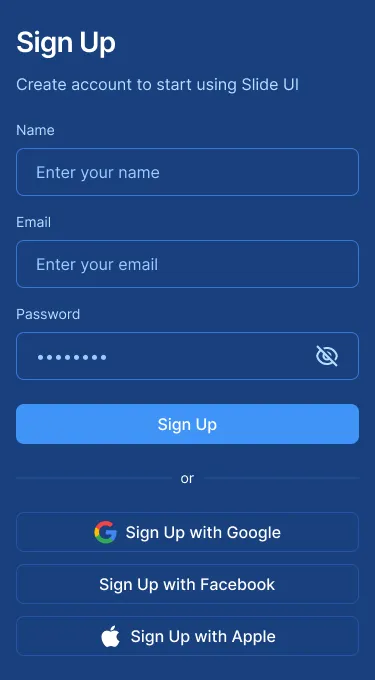 Sign Up
Create account to start using Slide UI
Name
Enter your name
Email
Enter your email
Password
••••••••
Sign Up
or
Sign Up with Google
Sign Up with Facebook
Sign Up with Apple